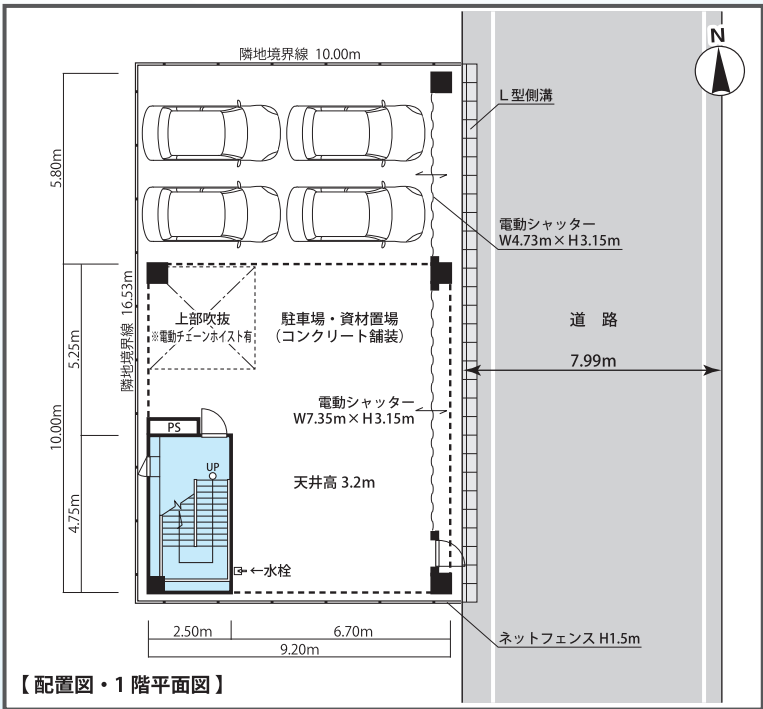 隣地境界線 10.00m
N
L型側溝
5.80m
電動シャッター
W4.73m×H3.15m
隣地境界線 16.53m
上部吹抜
※電動チェーンホイスト有
駐車場・資材置場
(コンクリート舗装)
道 路
7.99m
5.25m
10.00m
電動シャッター
W7.35m×H3.15m
PS
UP
天井高 3.2m
4.75m
←水栓
2.50m
6.70m
9.20m
ネットフェンス H1.5m
【 配置図・1 階平面図 】